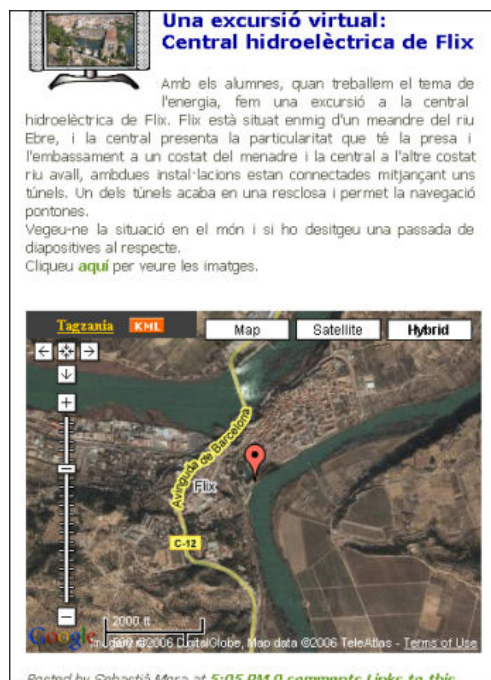 Una excursió virtual:
Central hidroelèctrica de Flix
Amb els alumnes, quan treballem el tema de
l'energia, fem una excursió a la central
hidroelèctrica de Flix. Flix està situat enmig d'un meandre del riu
Ebre, i la central presenta la particularitat que té la presa i
l'embassament a un costat del menadre i la central a l'altre costat
riu avall, ambdues instal·lacions estan connectades mitjançant uns
túnels. Un dels túnels acaba en una resclosa i permet la navegació
pontones.
Vegeu-ne la situació en el món i si ho desitgeu una passada de
diapositives al respecte.
Cliqueu aquí per veure les imatges.
Tagzania KML Map Satellite Hybrid
Avinguda de Barcelona
Flix
C-12
2000 ft
Google ©2006 DigitalGlobe, Map data ©2006 TeleAtlas - Terms of Use
Posted by Sebastià Mora at 5:05 PM 0 comments Links to this